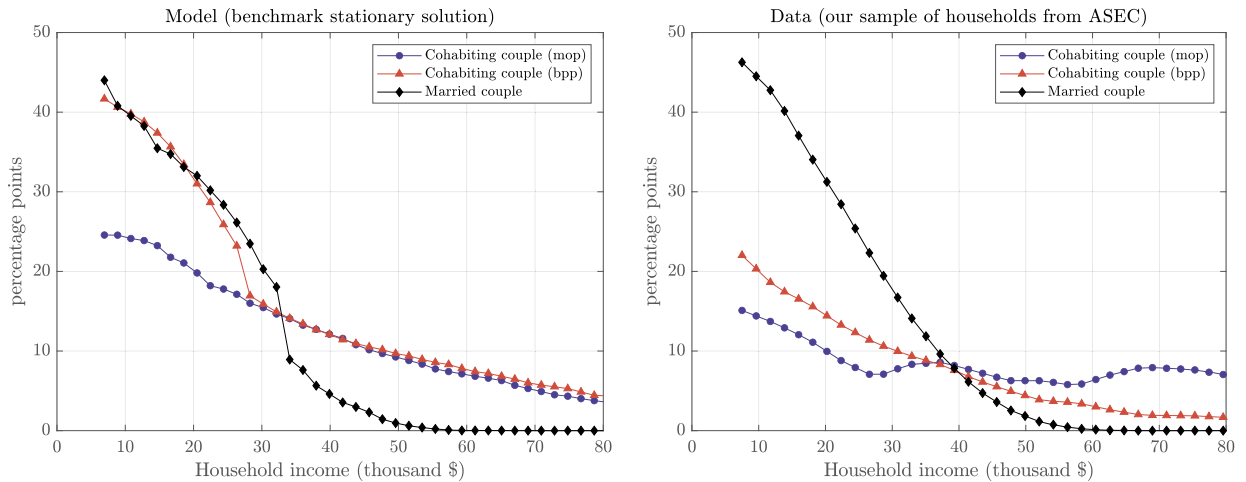 Model (benchmark stationary solution)
50
40
30
20
10
0
percentage points
Cohabiting couple (mop)
Cohabiting couple (bpp)
Married couple
0 10 20 30 40 50 60 70 80
Household income (thousand $)
Data (our sample of households from ASEC)
50
40
30
20
10
0
percentage points
Cohabiting couple (mop)
Cohabiting couple (bpp)
Married couple
0 10 20 30 40 50 60 70 80
Household income (thousand $)